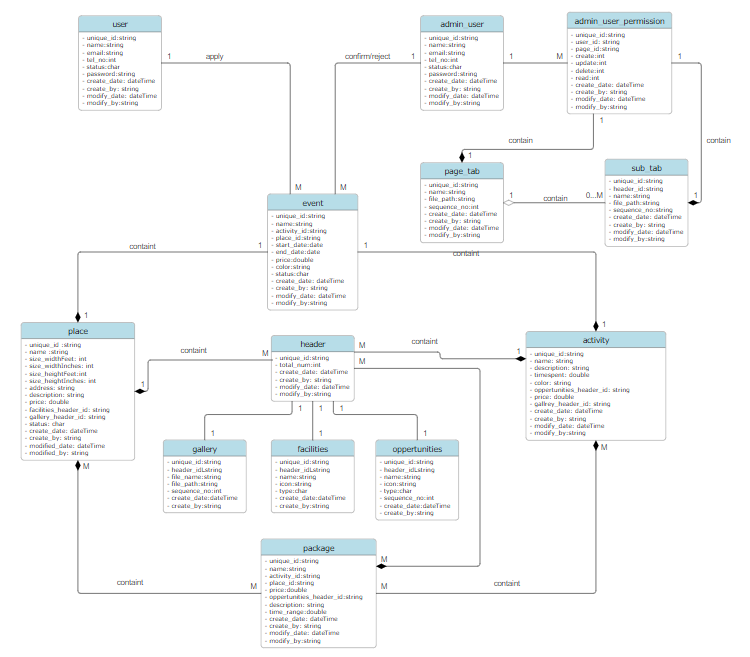 user
- unique_id:string
- name:string
- email:string
- tel_no:int
- status:char
- password:string
- create_date: dateTime
- create_by: string
- modify_date: dateTime
- modify_by:string
1
apply
M
admin_user
- unique_id:string
- name:string
- email:string
- tel_no:int
- status:char
- password:string
- create_date: dateTime
- create_by: string
- modify_date: dateTime
- modify_by:string
confirm/reject
1
M
1
M
admin_user_permission
- unique_id:string
- user_id: string
- page_id:string
- create:int
- update:int
- delete:int
- read:int
- create_date: dateTime
- create_by: string
- modify_date: dateTime
- modify_by:string
1
contain
1
1
contain
1
page_tab
- unique_id:string
- name:string
- file_path:string
- sequence_no:int
- create_date: dateTime
- create_by: string
- modify_date: dateTime
- modify_by:string
1
contain
0...M
sub_tab
- unique_id:string
- header_id:string
- name:string
- file_path:string
- sequence_no:string
- create_date: dateTime
- create_by: string
- modify_date: dateTime
- modify_by:string
event
- unique_id:string
- name:string
- activity_id:string
- place_id:string
- start_date:date
- end_date:date
- price:double
- color:string
- status:char
- create_date: dateTime
- create_by: string
- modify_date: dateTime
- modify_by:string
containt
1
1
1
containt
1
place
- unique_id :string
- name :string
- size_widthFeet: int
- size_widthInches: int
- size_heghtFeet:int
- size_heghtInches: int
- address: string
- description: string
- price: double
- facilities_header_id: string
- gallery_header_id: string
- status: char
- create_date: dateTime
- create_by: string
- modified_date: dateTime
- modified_by: string
1
containt
M
header
- unique_id:string
- total_num:int
- create_date: dateTime
- create_by: string
- modify_date: dateTime
- modify_by:string
M
containt
1
M
activity
- unique_id:string
- name: string
- description: string
- timespent: double
- color: string
- oppertunities_header_id: string
- price: double
- gallrey_header_id: string
- create_date: dateTime
- create_by: string
- modify_date: dateTime
- modify_by:string
1
1
1
1
1
1
gallery
- unique_id:string
- header_idLstring
- file_name:string
- file_path:string
- sequence_no:int
- create_date:dateTime
- create_by:string
facilities
- unique_id:string
- header_idLstring
- name:string
- icon:string
- type:char
- create_date:dateTime
- create_by:string
oppertunities
- unique_id:string
- header_idLstring
- name:string
- icon:string
- type:char
- sequence_no:int
- create_date:dateTime
- create_by:string
M
M
package
- unique_id:string
- name:string
- activity_id:string
- place_id:string
- price:double
- oppertunities_header_id:string
- description: string
- time_range:double
- create_date: dateTime
- create_by: string
- modify_date: dateTime
- modify_by:string
M
containt
M
M
containt